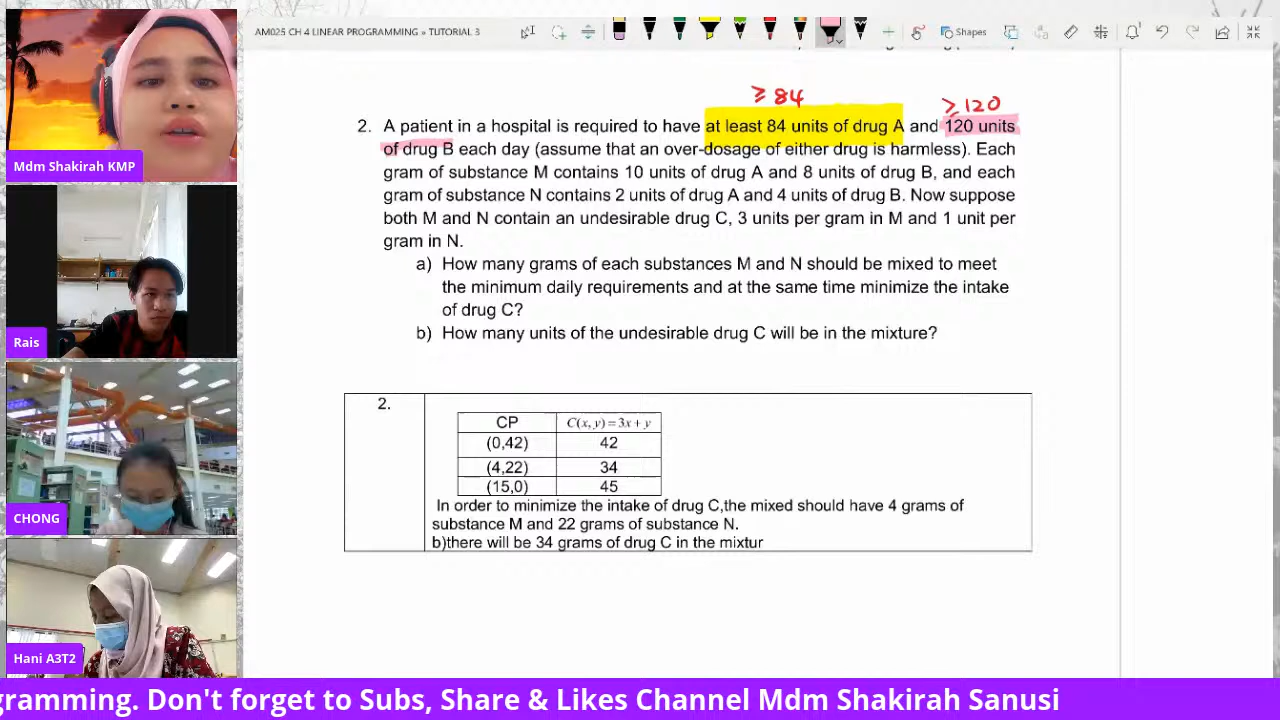 AM025 CH 4 LINEAR PROGRAMMING » TUTORIAL 3
Shapes
≥ 84
≥ 120
2. A patient in a hospital is required to have at least 84 units of drug A and 120 units
of drug B each day (assume that an over-dosage of either drug is harmless). Each
gram of substance M contains 10 units of drug A and 8 units of drug B, and each
gram of substance N contains 2 units of drug A and 4 units of drug B. Now suppose
both M and N contain an undesirable drug C, 3 units per gram in M and 1 unit per
gram in N.
a) How many grams of each substances M and N should be mixed to meet
the minimum daily requirements and at the same time minimize the intake
of drug C?
b) How many units of the undesirable drug C will be in the mixture?
2.
CP C(x, y) = 3x + y
(0,42) 42
(4,22) 34
(15,0) 45
In order to minimize the intake of drug C,the mixed should have 4 grams of
substance M and 22 grams of substance N.
b)there will be 34 grams of drug C in the mixtur
Mdm Shakirah KMP
Rais
CHONG
Hani A3T2
gramming. Don't forget to Subs, Share & Likes Channel Mdm Shakirah Sanusi